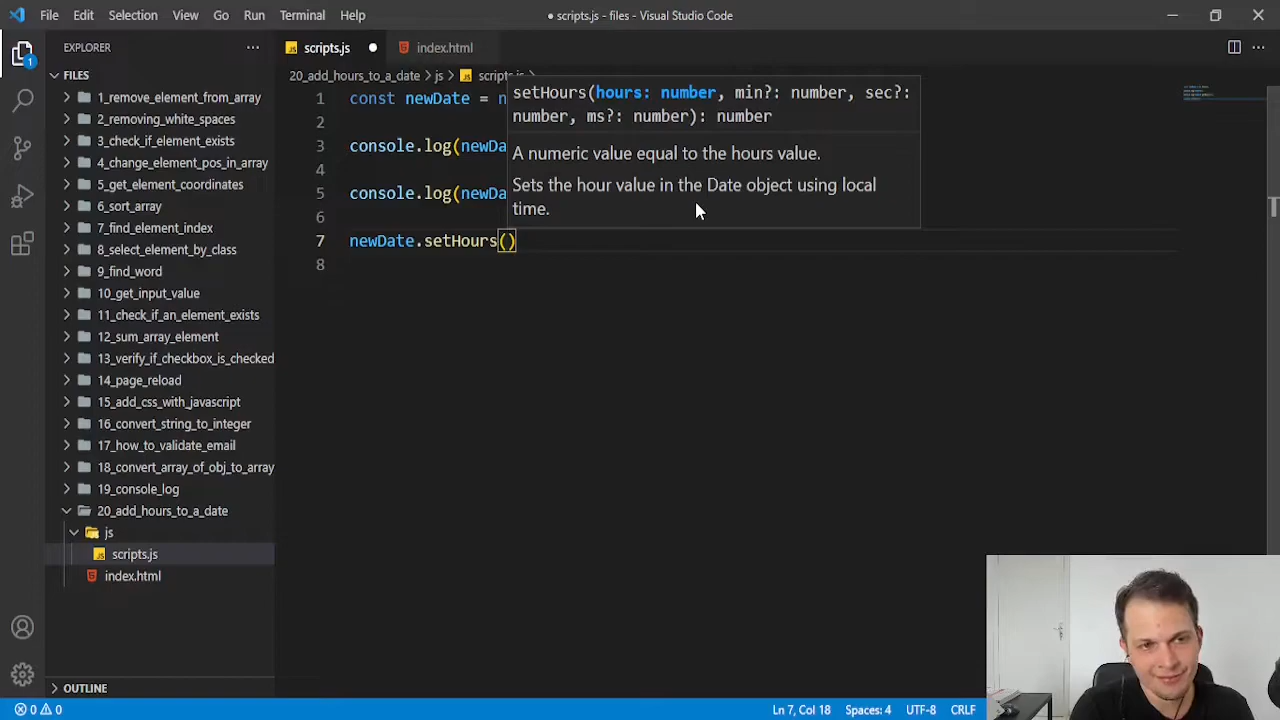 File Edit Selection View Go Run Terminal Help
● scripts.js - files - Visual Studio Code
EXPLORER
scripts.js
index.html
FILES
1_remove_element_from_array
2_removing_white_spaces
3_check_if_element_exists
4_change_element_pos_in_array
5_get_element_coordinates
6_sort_array
7_find_element_index
8_select_element_by_class
9_find_word
10_get_input_value
11_check_if_an_element_exists
12_sum_array_element
13_verify_if_checkbox_is_checked
14_page_reload
15_add_css_with_javascript
16_convert_string_to_integer
17_how_to_validate_email
18_convert_array_of_obj_to_array
19_console_log
20_add_hours_to_a_date
js
JS scripts.js
index.html
OUTLINE
20_add_hours_to_a_date > js > JS scripts.js >
1 const newDate = n
2
3 console.log(newDa
4
5 console.log(newDa
6
7 newDate.setHours()
8
setHours(hours: number, min?: number, sec?:
number, ms?: number): number
A numeric value equal to the hours value.
Sets the hour value in the Date object using local
time.
1
0 0
Ln 7, Col 18 Spaces: 4 UTF-8 CRLF